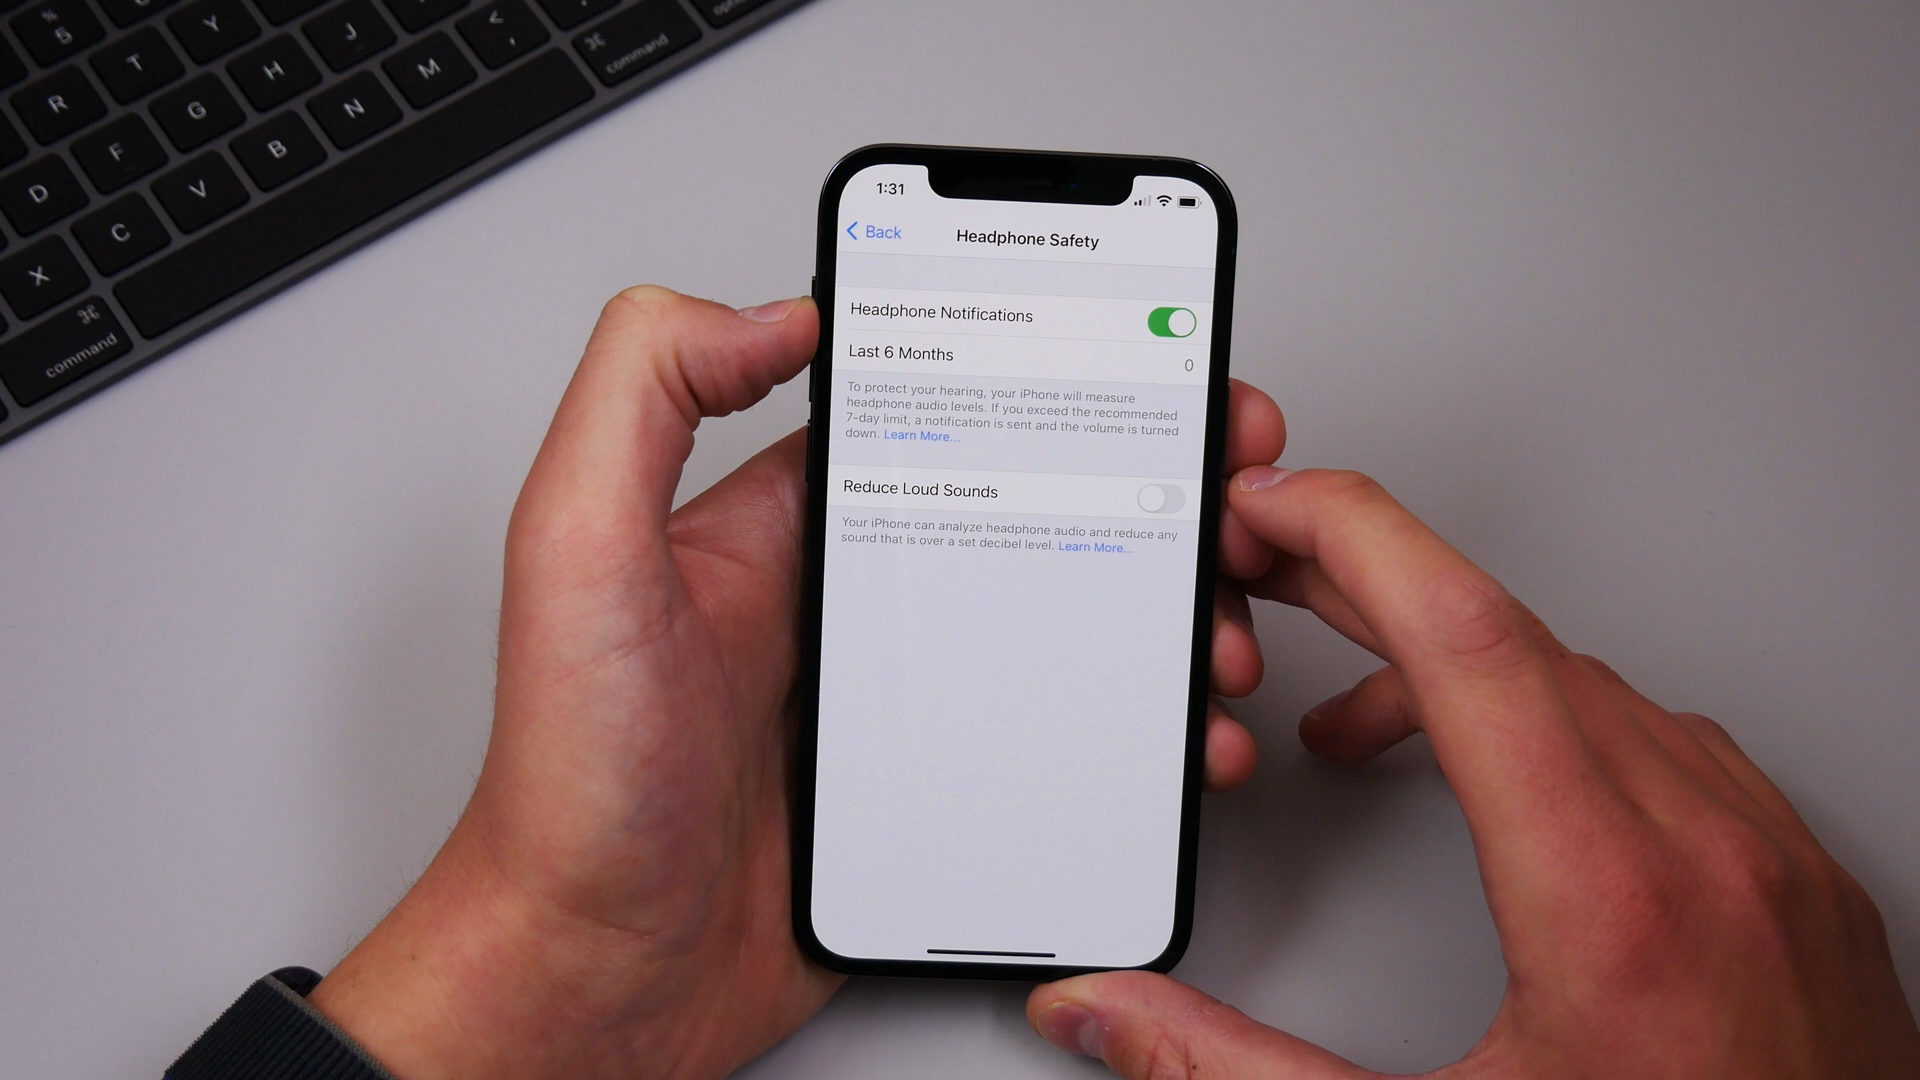 % 5
T
Y
J
< ,
⌘ command
option
R
G
H
M
F
B
N
D
V
C
X
⌘ command
1:31
Back
Headphone Safety
Headphone Notifications
Last 6 Months
0
To protect your hearing, your iPhone will measure
headphone audio levels. If you exceed the recommended
7-day limit, a notification is sent and the volume is turned
down. Learn More...
Reduce Loud Sounds
Your iPhone can analyze headphone audio and reduce any
sound that is over a set decibel level. Learn More...